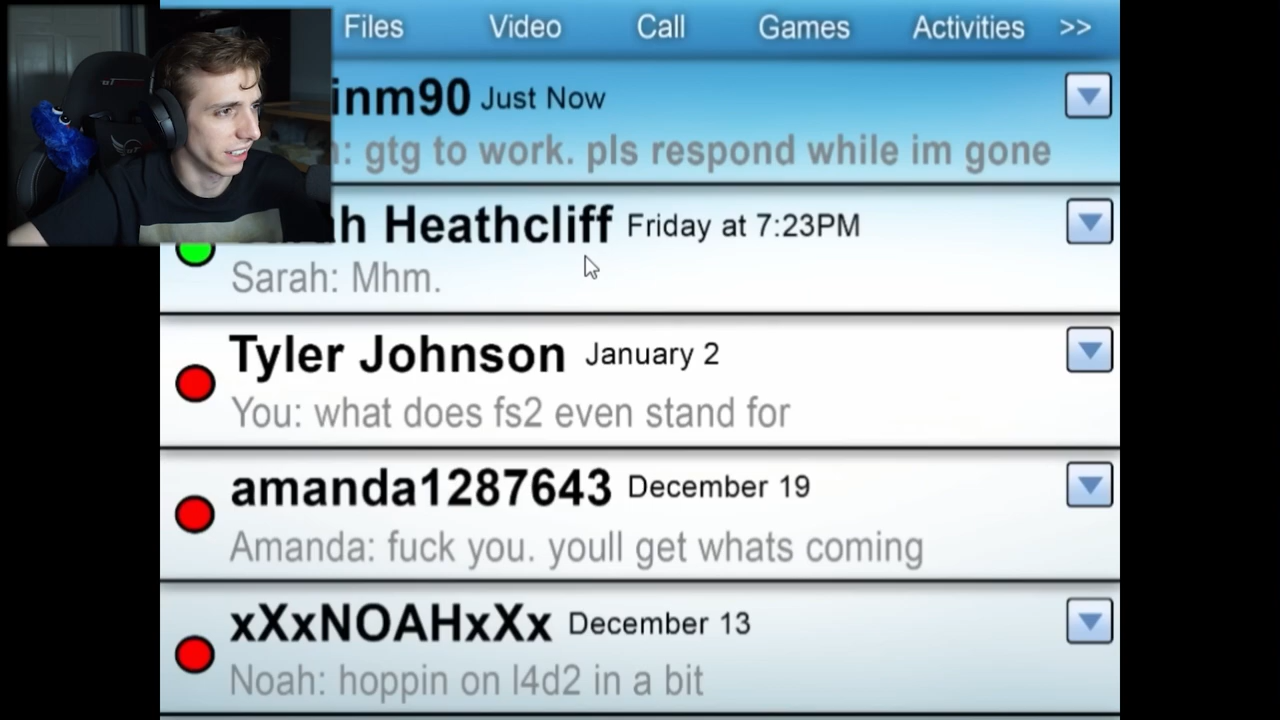 Files Video Call Games Activities >>
inm90 Just Now
: gtg to work. pls respond while im gone
h Heathcliff Friday at 7:23PM
Sarah: Mhm.
Tyler Johnson January 2
You: what does fs2 even stand for
amanda1287643 December 19
Amanda: fuck you. youll get whats coming
xXxNOAHxXx December 13
Noah: hoppin on l4d2 in a bit